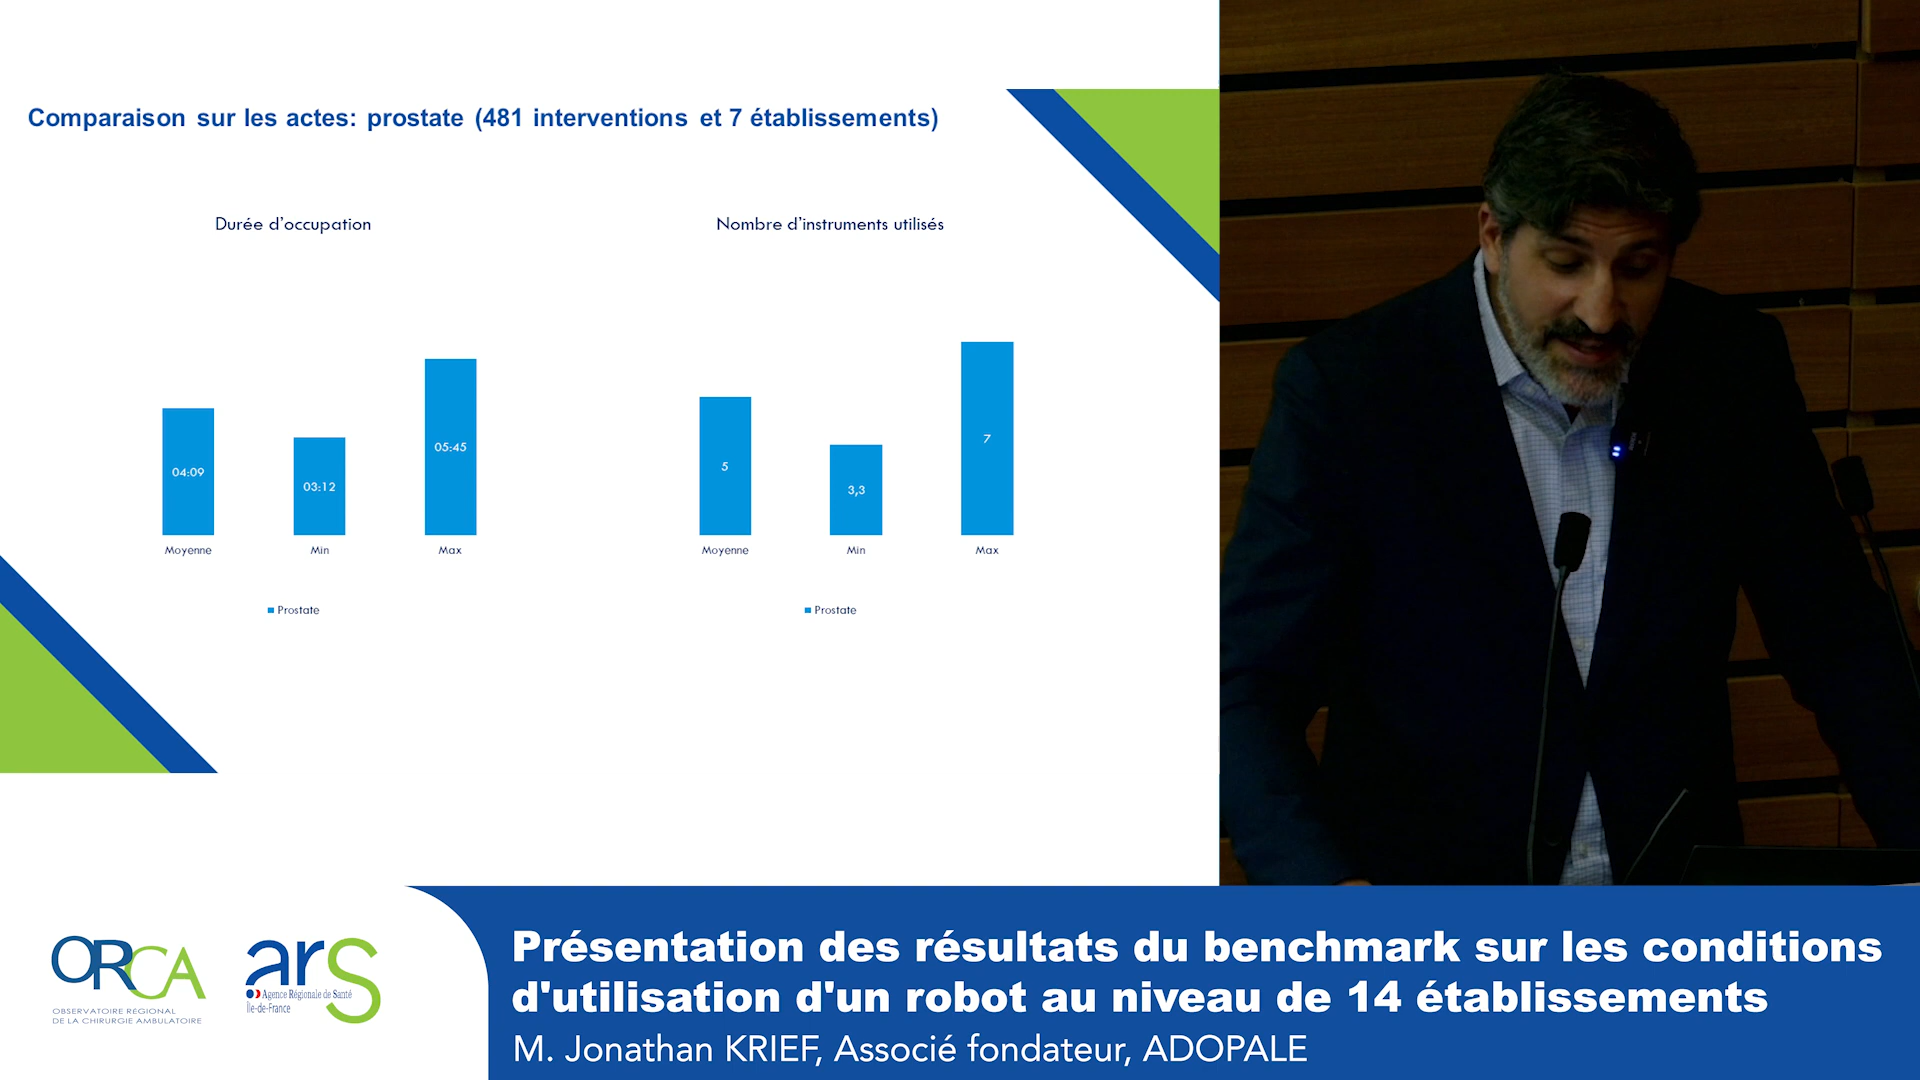 Comparaison sur les actes: prostate (481 interventions et 7 établissements)
Durée d'occupation
04:09
03:12
05:45
Moyenne
Min
Max
Prostate
Nombre d'instruments utilisés
5
3,3
7
Moyenne
Min
Max
Prostate
ORCA
OBSERVATOIRE RÉGIONAL
DE LA CHIRURGIE AMBULATOIRE
ars
Agence Régionale de Santé
Île-de-France
Présentation des résultats du benchmark sur les conditions
d'utilisation d'un robot au niveau de 14 établissements
M. Jonathan KRIEF, Associé fondateur, ADOPALE